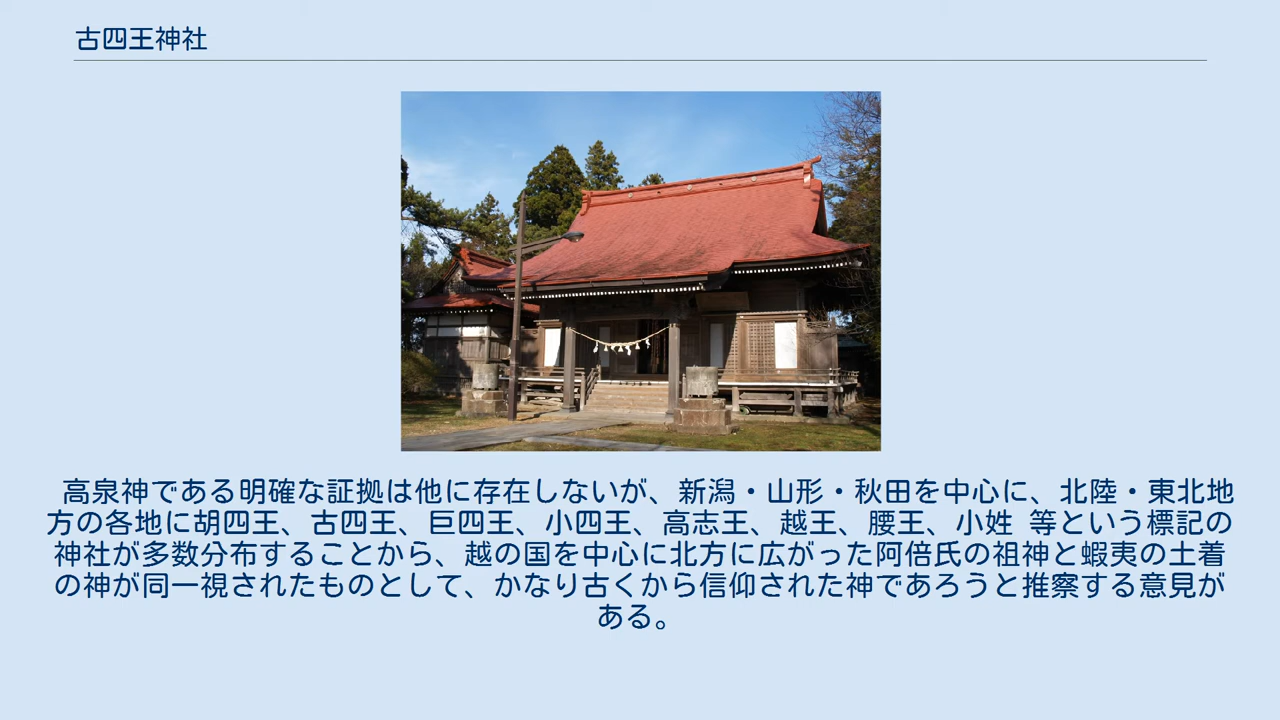 古四王神社
高泉神である明確な証拠は他に存在しないが、新潟・山形・秋田を中心に、北陸・東北地
方の各地に胡四王、古四王、巨四王、小四王、高志王、越王、腰王、小姓 等という標記の
神社が多数分布することから、越の国を中心に北方に広がった阿倍氏の祖神と蝦夷の土着
の神が同一視されたものとして、かなり古くから信仰された神であろうと推察する意見が
ある。